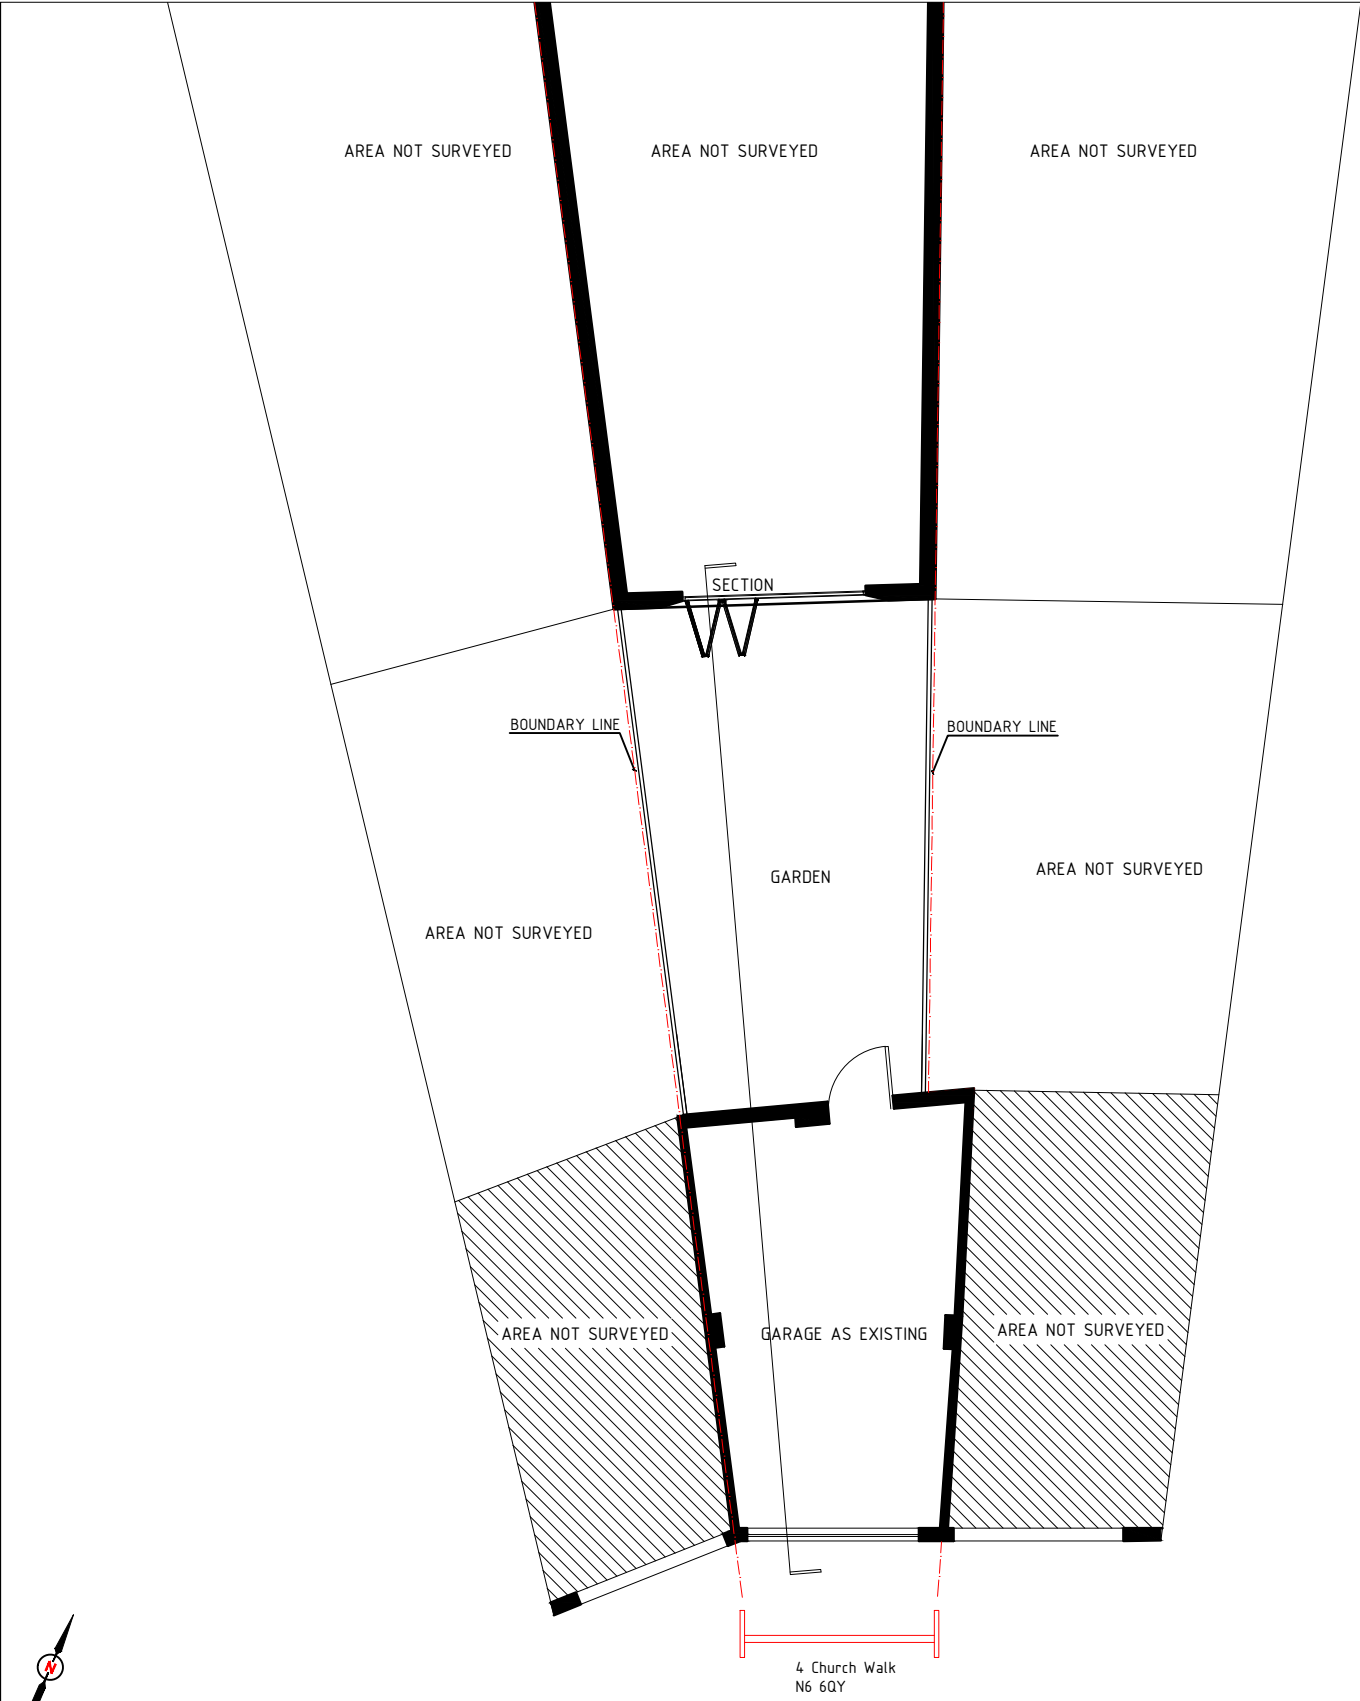 AREA NOT SURVEYED
AREA NOT SURVEYED
AREA NOT SURVEYED
SECTION
BOUNDARY LINE
BOUNDARY LINE
AREA NOT SURVEYED
GARDEN
AREA NOT SURVEYED
AREA NOT SURVEYED
GARAGE AS EXISTING
AREA NOT SURVEYED
N
4 Church Walk
N6 6QY